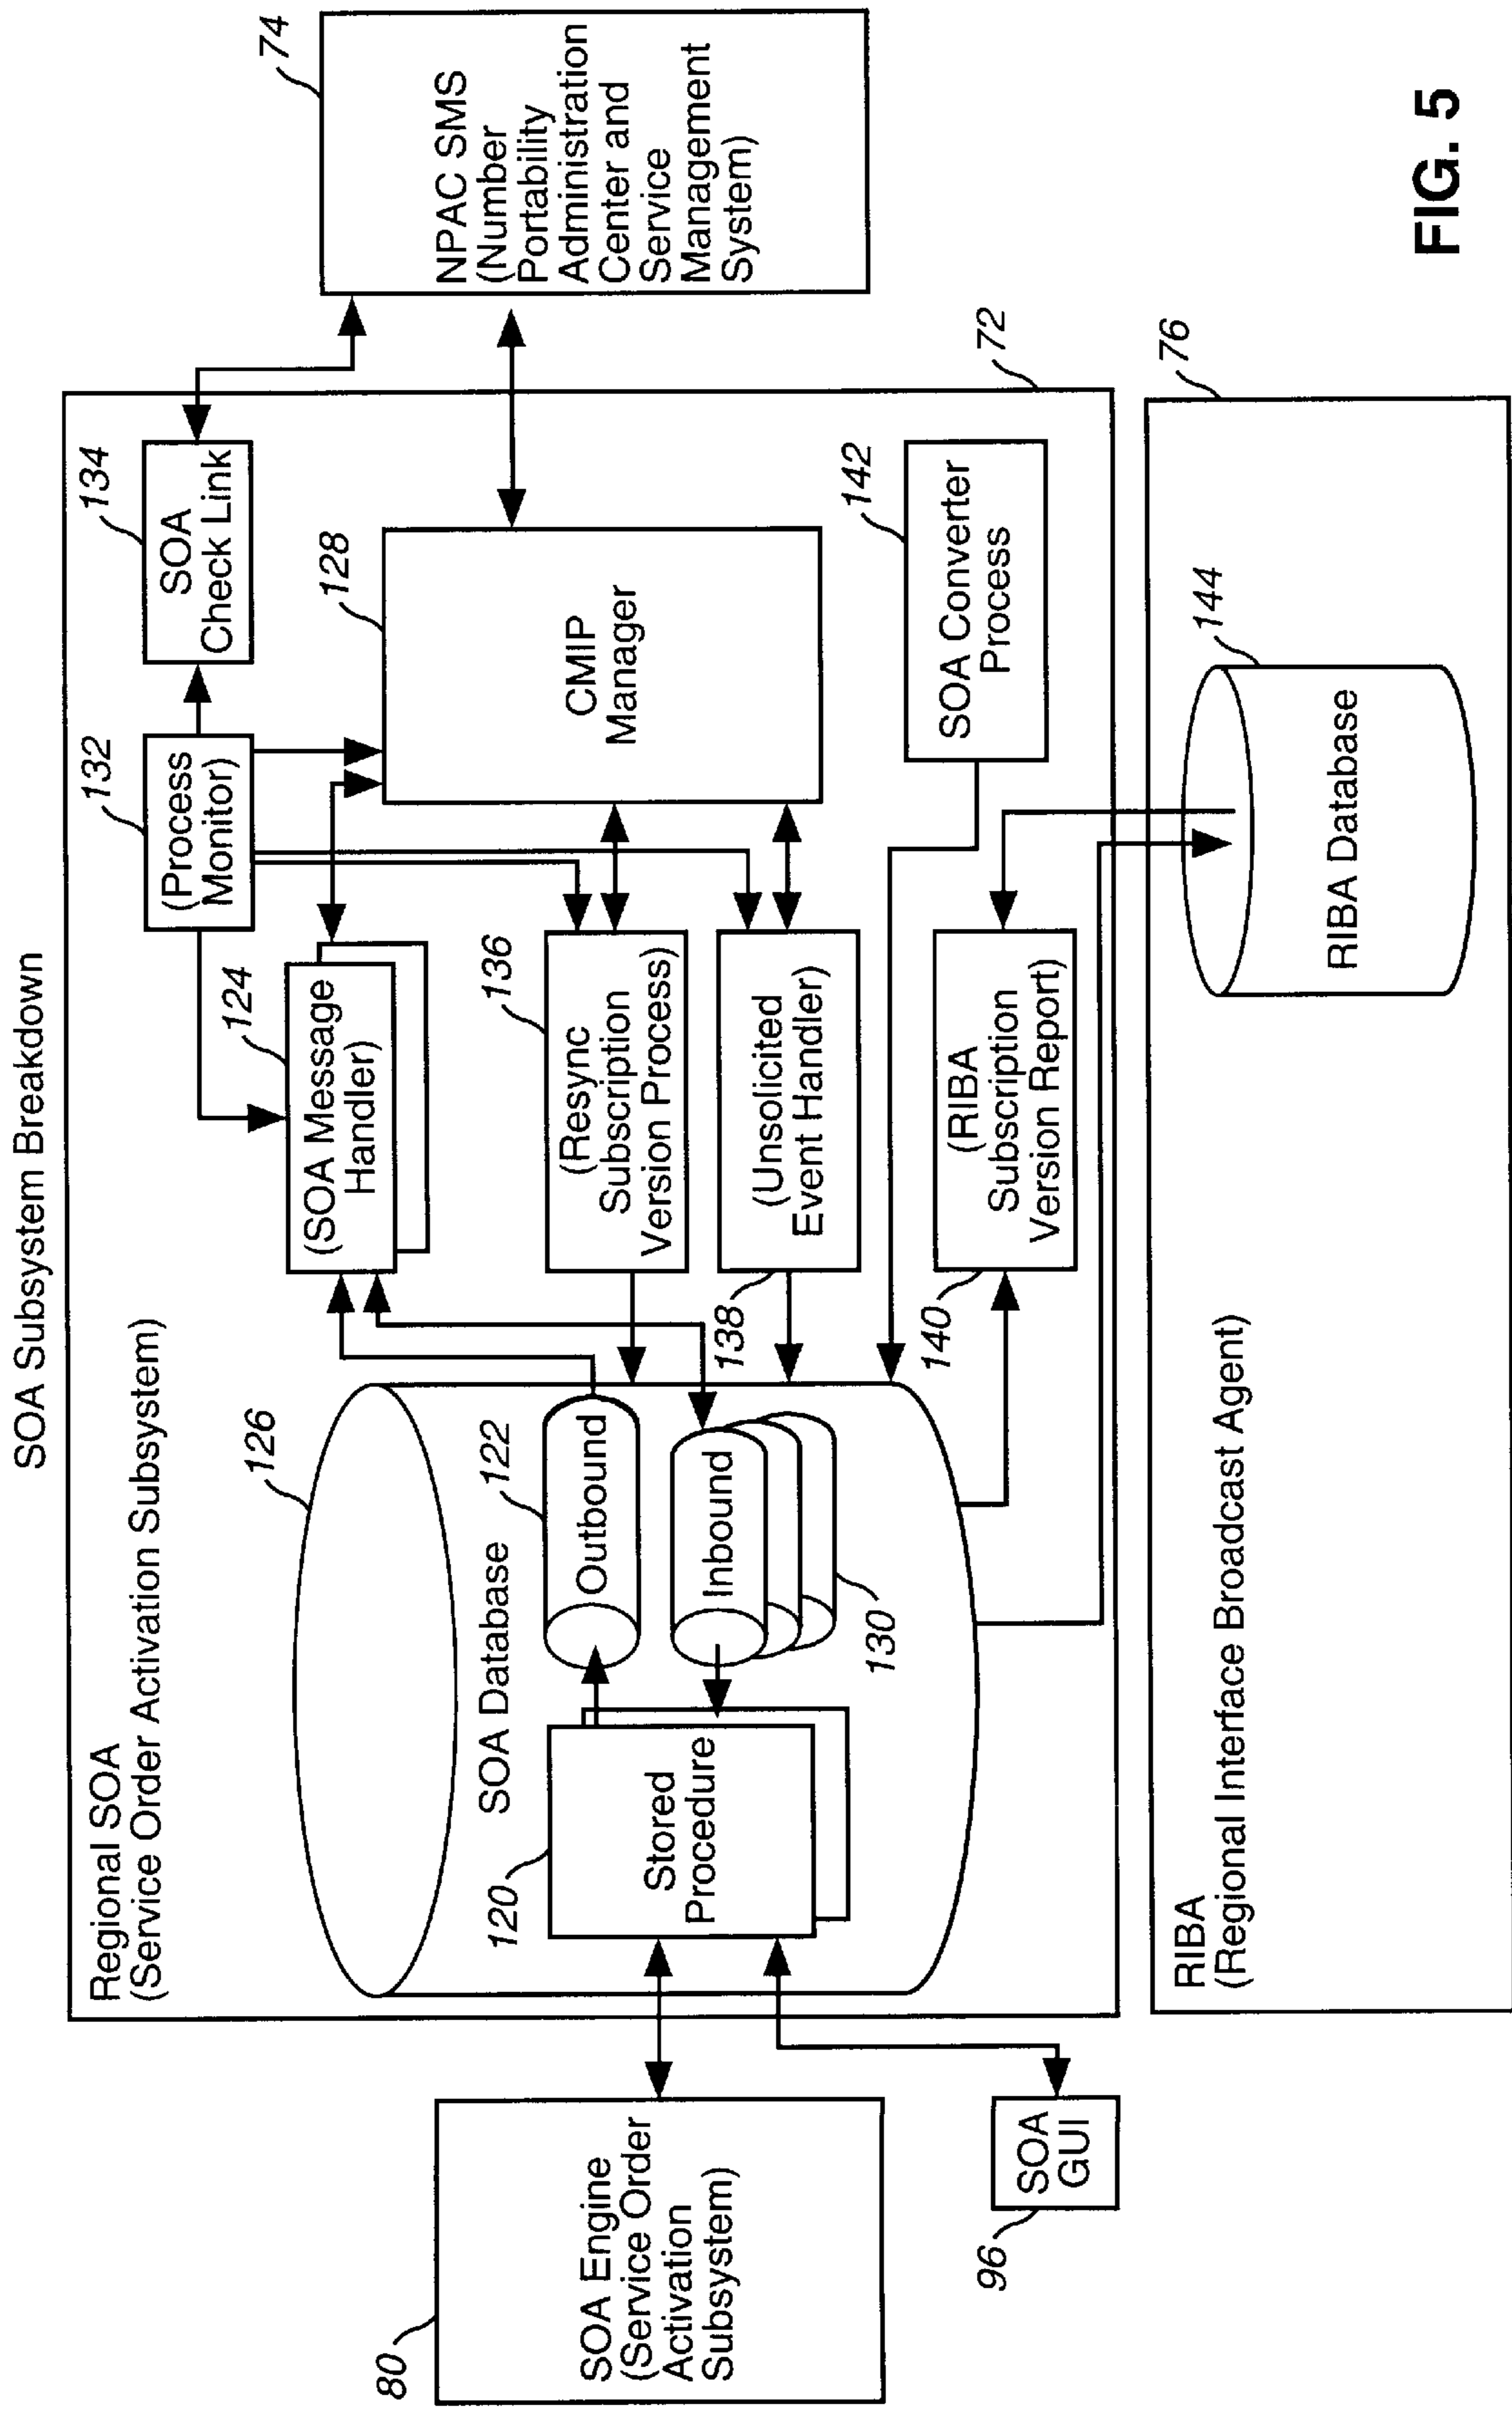 SOA Subsystem Breakdown
Regional SOA
(Service Order Activation Subsystem)
80
SOA Engine
(Service Order
Activation
Subsystem)
96
SOA
GUI
126
SOA Database
120
Stored
Procedure
122
Outbound
Inbound
130
124
(SOA Message
Handler)
132
(Process
Monitor)
134
SOA
Check Link
136
(Resync
Subscription
Version Process)
138
(Unsolicited
Event Handler)
140
(RIBA
Subscription
Version Report)
128
CMIP
Manager
142
SOA Converter
Process
72
74
NPAC SMS
(Number
Portability
Administration
Center and
Service
Management
System)
RIBA
(Regional Interface Broadcast Agent)
76
144
RIBA Database
FIG. 5